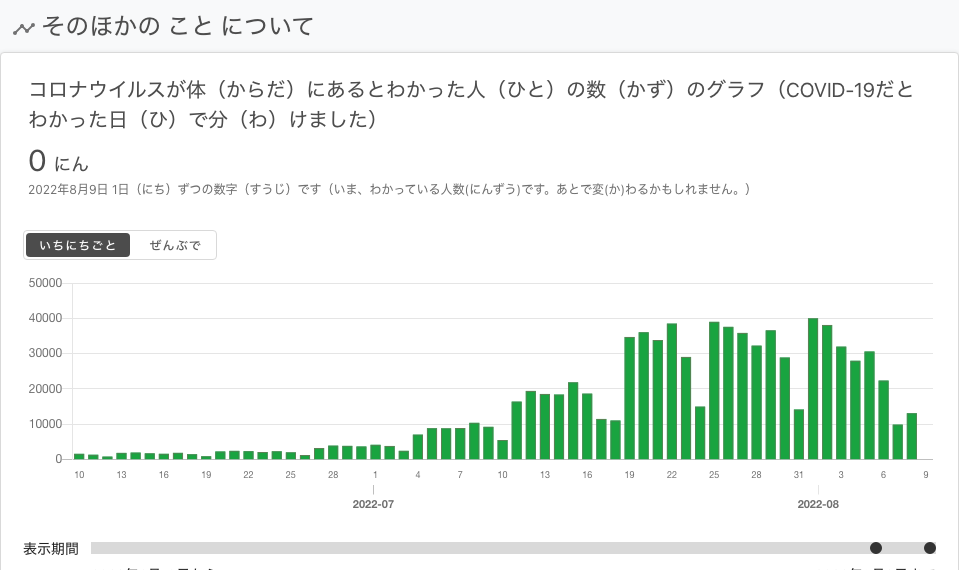 そのほかの こと について
コロナウイルスが体（からだ）にあるとわかった人（ひと）の数（かず）のグラフ（COVID-19だと
わかった日（ひ）で分（わ）けました）
0 にん
2022年8月9日 1日（にち）ずつの数字（すうじ）です（いま、わかっている人数(にんずう)です。あとで変(か)わるかもしれません。）
いちにちごと ぜんぶで
50000
40000
30000
20000
10000
0
10 13 16 19 22 25 28 1 4 7 10 13 16 19 22 25 28 31 3 6 9
2022-07 2022-08
表示期間